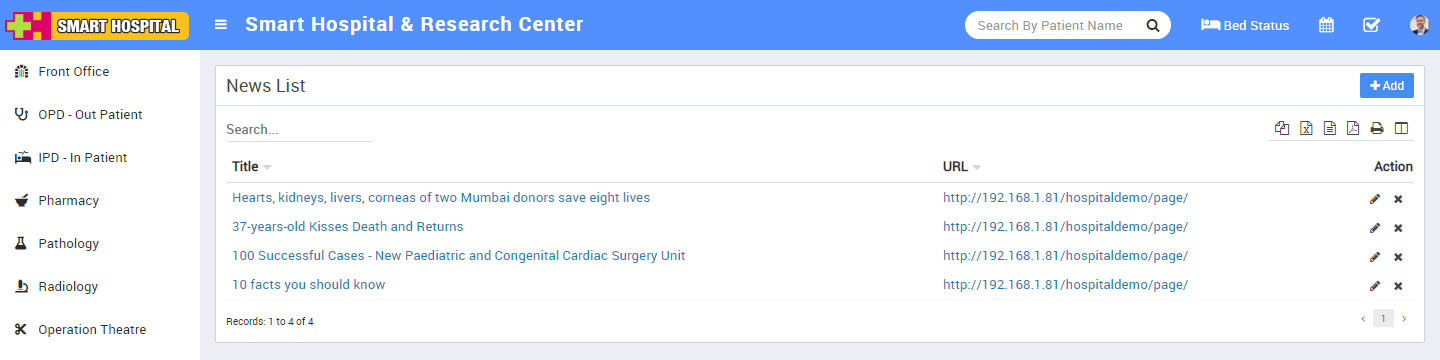 SMART HOSPITAL
Smart Hospital & Research Center
Search By Patient Name
Bed Status
Front Office
OPD - Out Patient
IPD - In Patient
Pharmacy
Pathology
Radiology
Operation Theatre
News List
Add
Search...
Title URL Action
Hearts, kidneys, livers, corneas of two Mumbai donors save eight lives http://192.168.1.81/hospitaldemo/page/
37-years-old Kisses Death and Returns http://192.168.1.81/hospitaldemo/page/
100 Successful Cases - New Paediatric and Congenital Cardiac Surgery Unit http://192.168.1.81/hospitaldemo/page/
10 facts you should know http://192.168.1.81/hospitaldemo/page/
Records: 1 to 4 of 4
1